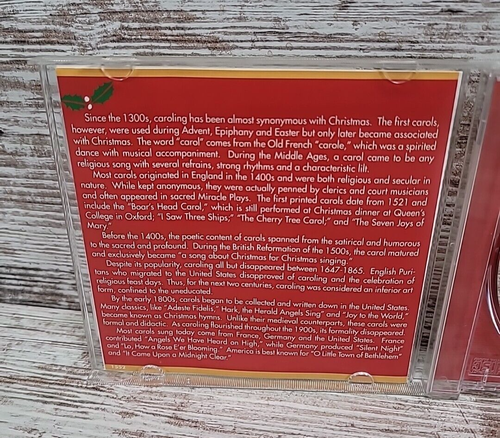 Since the 1300s, caroling has been almost synonymous with Christmas. The first carols,
however, were used during Advent, Epiphany and Easter but only later became associated
with Christmas. The word "carol" comes from the Old French "carole," which was a spirited
dance with musical accompaniment. During the Middle Ages, a carol came to be any
religious song with several refrains, strong rhythms and a characteristic lilt.
Most carols originated in England in the 1400s and were both religious and secular in
nature. While kept anonymous, they were actually penned by clerics and court musicians
and often appeared in sacred Miracle Plays. The first printed carols date from 1521 and
include the "Boar's Head Carol," which is still performed at Christmas dinner at Queen's
College in Oxford; "I Saw Three Ships;" "The Cherry Tree Carol;" and "The Seven Joys of
Mary."
Before the 1400s, the poetic content of carols spanned from the satirical and humorous
to the sacred and profound. During the British Reformation of the 1500s, the carol matured
and exclusively became "a song about Christmas for Christmas singing."
Despite its popularity, caroling all but disappeared between 1647-1865. English Puri-
tans who migrated to the United States disapproved of caroling and the celebration of
religious feast days. Thus, for the next two centuries, caroling was considered an inferior art
form, confined to the uneducated.
By the early 1800s, carols began to be collected and written down in the United States.
Many classics, like "Adeste Fidelis," Hark, the Herald Angels Sing" and "Joy to the World,"
became known as Christmas hymns. Unlike their medieval counterparts, these carols were
formal and didactic. As caroling flourished throughout the 1900s, its formality disappeared.
Most carols sung today come from France, Germany and the United States. France
contributed "Angels We Have Heard on High," while Germany produced "Silent Night"
and "Lo, How a Rose E'er Blooming." America is best known for "O Little Town of Bethlehem"
and "It Came Upon a Midnight Clear."